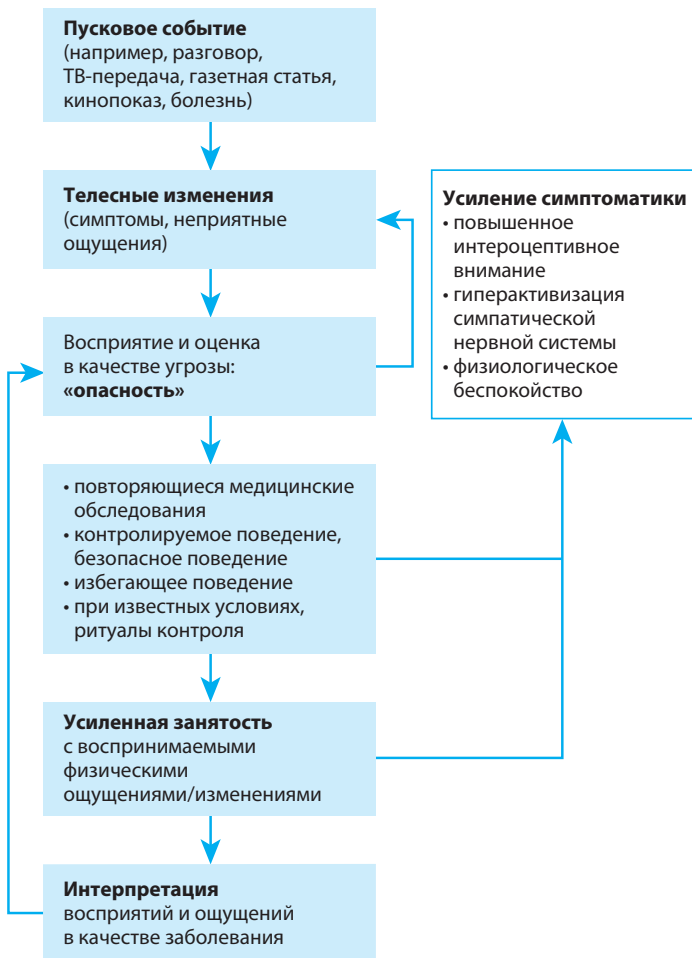 Пусковое событие
(например, разговор,
ТВ-передача, газетная статья,
кинопоказ, болезнь)
Телесные изменения
(симптомы, неприятные
ощущения)
Усиление симптоматики
• повышенное
интероцептивное
внимание
• гиперактивизация
симпатической
нервной системы
• физиологическое
беспокойство
Восприятие и оценка
в качестве угрозы:
«опасность»
• повторяющиеся медицинские
обследования
• контролируемое поведение,
безопасное поведение
• избегающее поведение
• при известных условиях,
ритуалы контроля
Усиленная занятость
с воспринимаемыми
физическими
ощущениями/изменениями
Интерпретация
восприятий и ощущений
в качестве заболевания